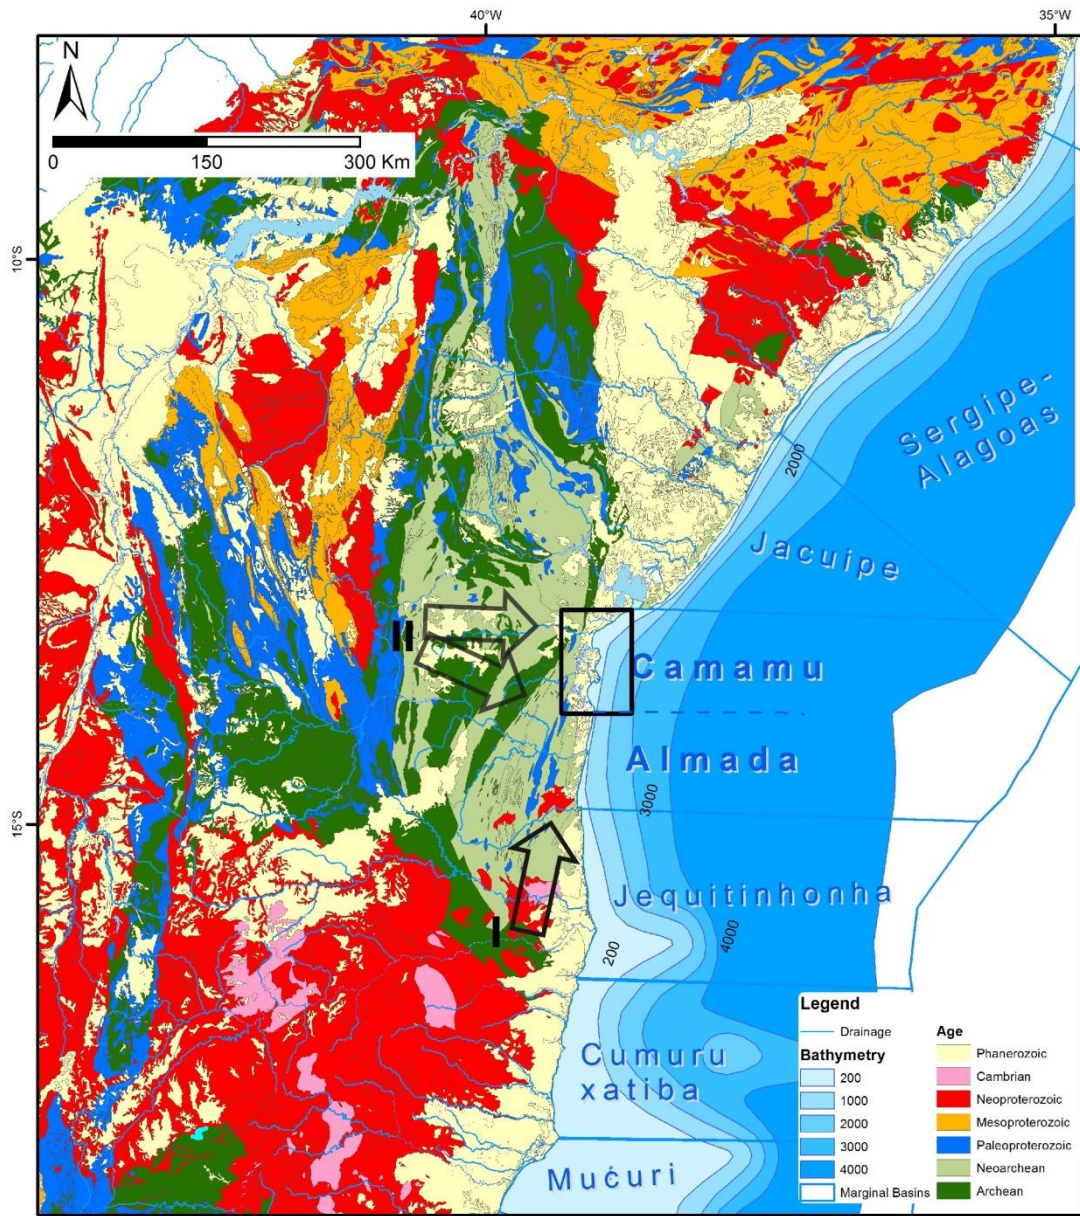 40°W
35°W
N
0
150
300 Km
10°S
Sergipe-
Alagoas
2000
Jacuipe
II
Camamu
Almada
3000
15°S
Jequitinhonha
I
4000
200
Cumuru
xatiba
Mućuri
Legend
Drainage
Bathymetry
200
1000
2000
3000
4000
Marginal Basins
Age
Phanerozoic
Cambrian
Neoproterozoic
Mesoproterozoic
Paleoproterozoic
Neoarchean
Archean